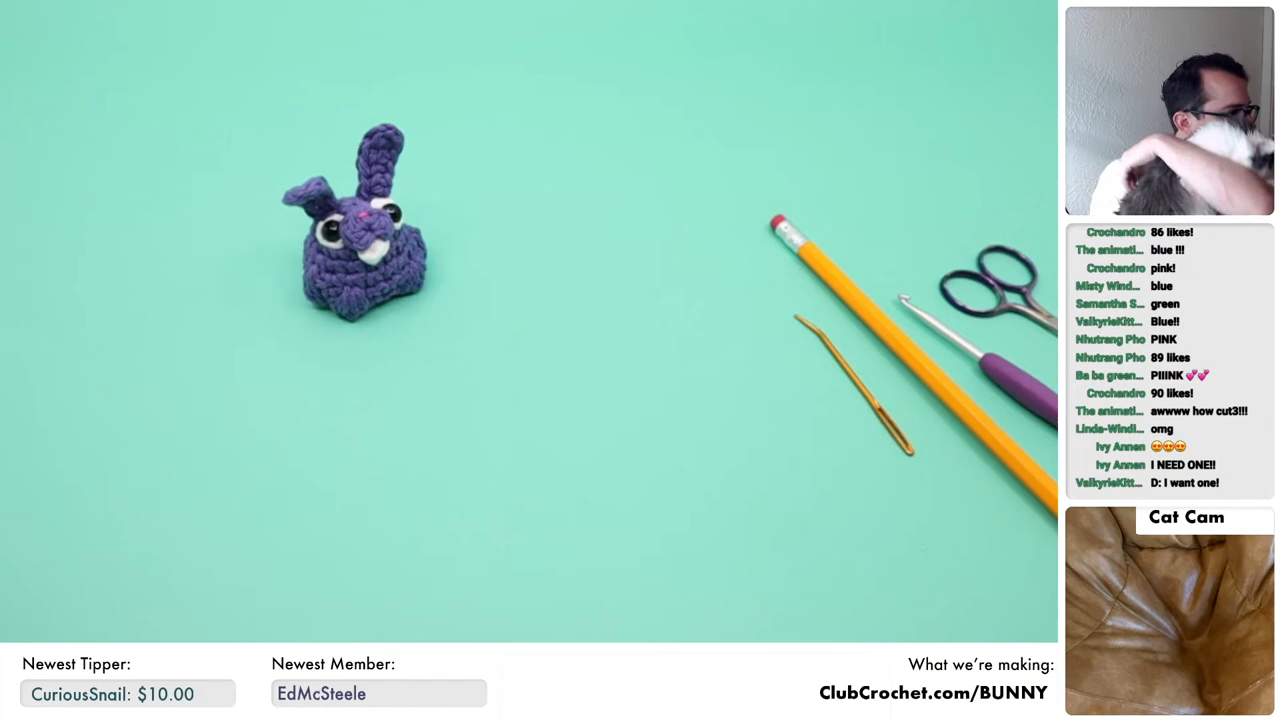 Crochandro 86 likes!
The animati... blue !!!
Crochandro pink!
Misty Wind... blue
Samantha S... green
ValkyrieKitt... Blue!!
Nhutrang Pho PINK
Nhutrang Pho 89 likes
Ba ba green... PIIINK 💕💕
Crochandro 90 likes!
The animati... awwww how cut3!!!
Linda-Windl... omg
Ivy Annen 😍😍😍
Ivy Annen I NEED ONE!!
ValkyrieKitt... D: I want one!
Cat Cam
Newest Tipper:
CuriousSnail: $10.00
Newest Member:
EdMcSteele
What we're making:
ClubCrochet.com/BUNNY